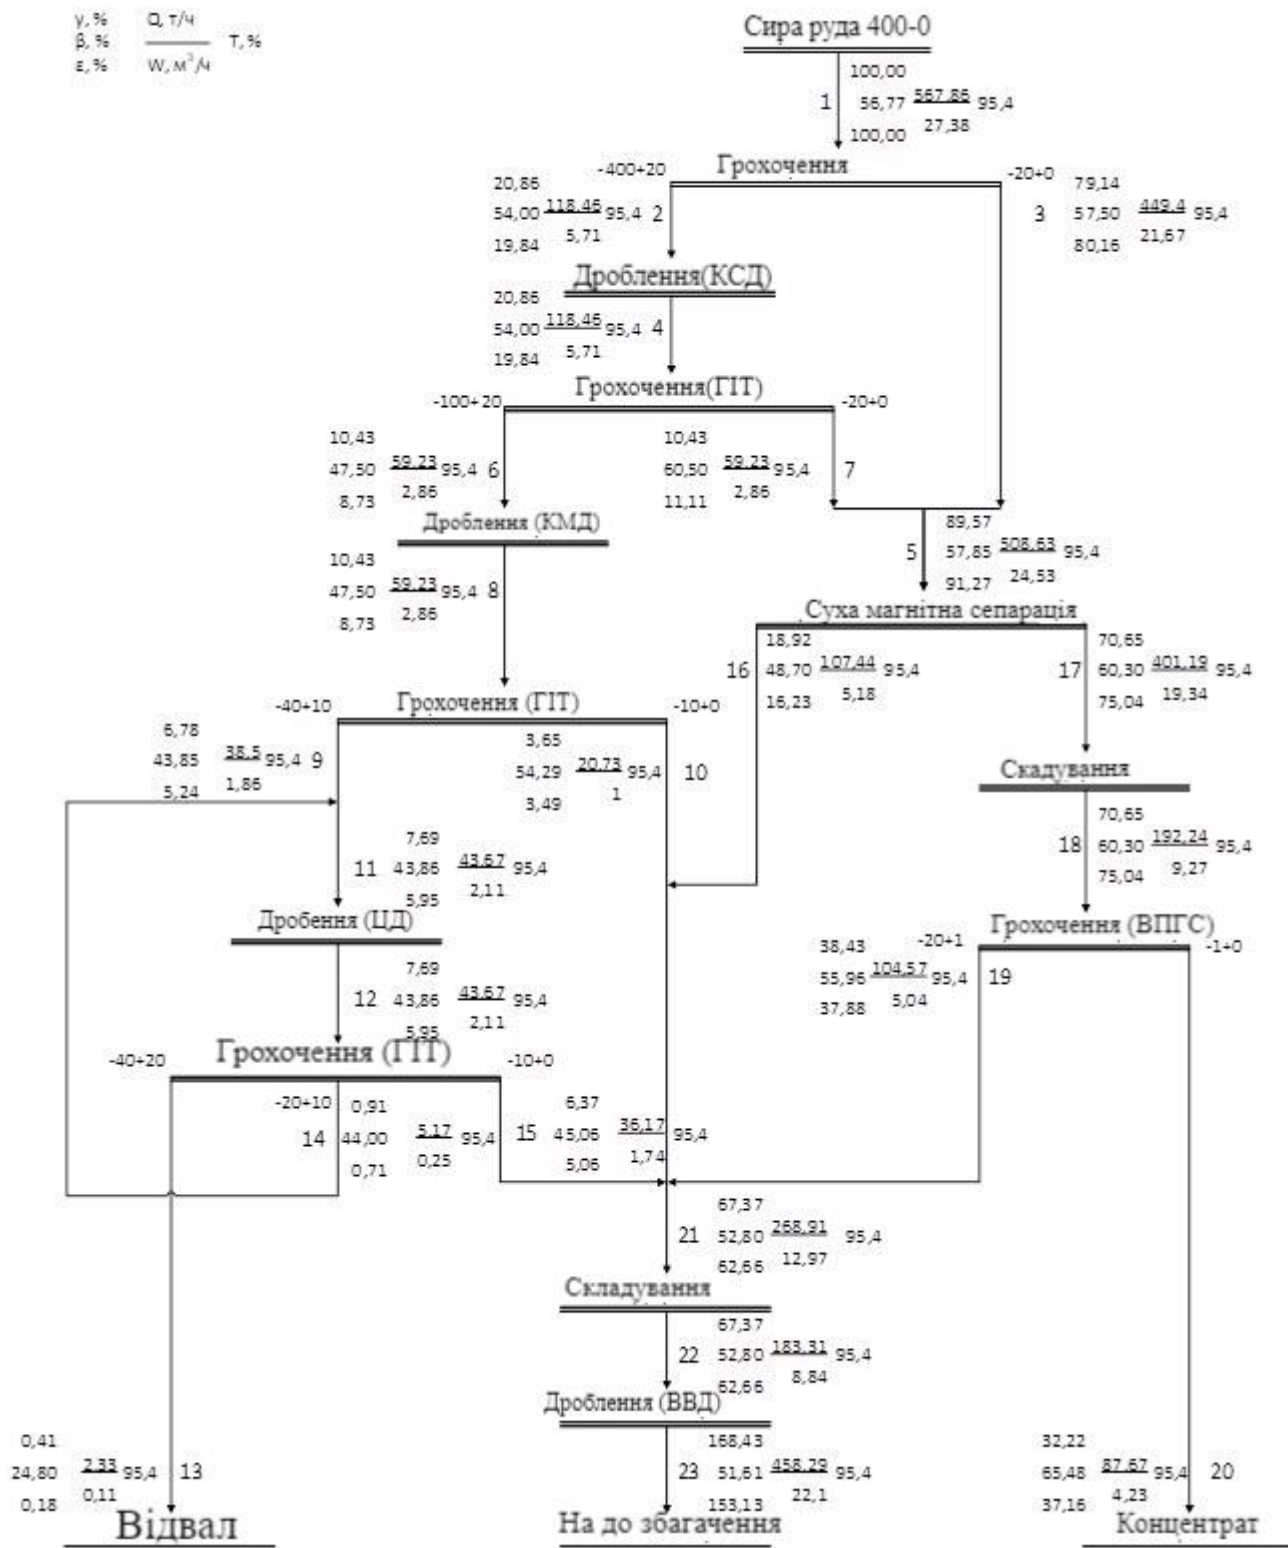 γ, % Q, т/ч
β, % T, %
ε, % W, м³/ч
Сира руда 400-0
100,00
1 56,77 567,86 95,4
27,38
100,00
-400+20 Грохочення -20+0
20,86
54,00 118,46 95,4 2
5,71
19,84
79,14
3 57,50 449,4 95,4
21,67
80,16
Дроблення(КСД)
20,86
54,00 118,46 95,4 4
5,71
19,84
-100+20 Грохочення(ГІТ) -20+0
10,43
47,50 59,23 95,4 6
2,86
8,73
10,43
60,50 59,23 95,4 7
2,86
11,11
Дроблення (КМД)
89,57
5 57,85 508,63 95,4
24,53
91,27
10,43
47,50 59,23 95,4 8
2,86
8,73
Суха магнітна сепарація
18,92
16 48,70 107,44 95,4
5,18
16,23
70,65
17 60,30 401,19 95,4
19,34
75,04
-40+10 Грохочення (ГІТ) -10+0
6,78
43,85 38,5 95,4 9
1,86
5,24
3,65
54,29 20,73 95,4 10
1
3,49
Скадування
70,65
18 60,30 192,24 95,4
9,27
75,04
7,69
11 43,86 43,67 95,4
2,11
5,95
Дробення (ЦД)
-20+1 Грохочення (ВПГС) -1+0
38,43
55,96 104,57 95,4 19
5,04
37,88
7,69
12 43,86 43,67 95,4
2,11
5,95
-40+20 Грохочення (ГІТ) -10+0
-20+10 0,91
14 44,00 5,17 95,4
0,25
0,71
6,37
15 45,06 36,17 95,4
1,74
5,06
67,37
21 52,80 268,91 95,4
12,97
62,66
Складування
67,37
22 52,80 183,31 95,4
8,84
62,66
Дроблення (ВВД)
0,41
24,80 2,33 95,4 13
0,11
0,18
168,43
23 51,61 458,29 95,4
22,1
153,13
32,22
65,48 87,67 95,4 20
4,23
37,16
Відвал
На до збагачення
Концентрат